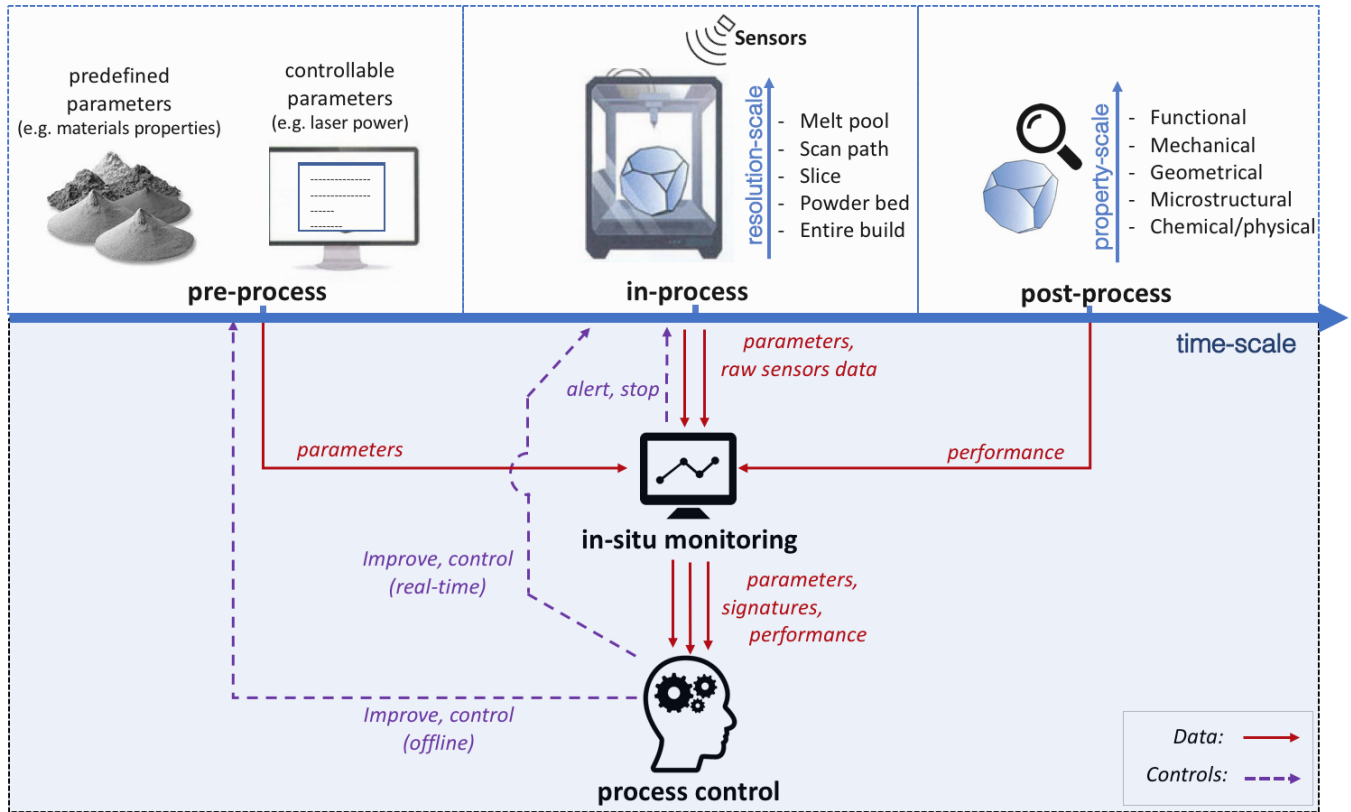 predefined
parameters
(e.g. materials properties)
controllable
parameters
(e.g. laser power)
pre-process
Sensors
resolution-scale
- Melt pool
- Scan path
- Slice
- Powder bed
- Entire build
in-process
property-scale
- Functional
- Mechanical
- Geometrical
- Microstructural
- Chemical/physical
post-process
time-scale
parameters,
raw sensors data
alert, stop
parameters
performance
in-situ monitoring
Improve, control
(real-time)
parameters,
signatures,
performance
Improve, control
(offline)
process control
Data:
Controls: